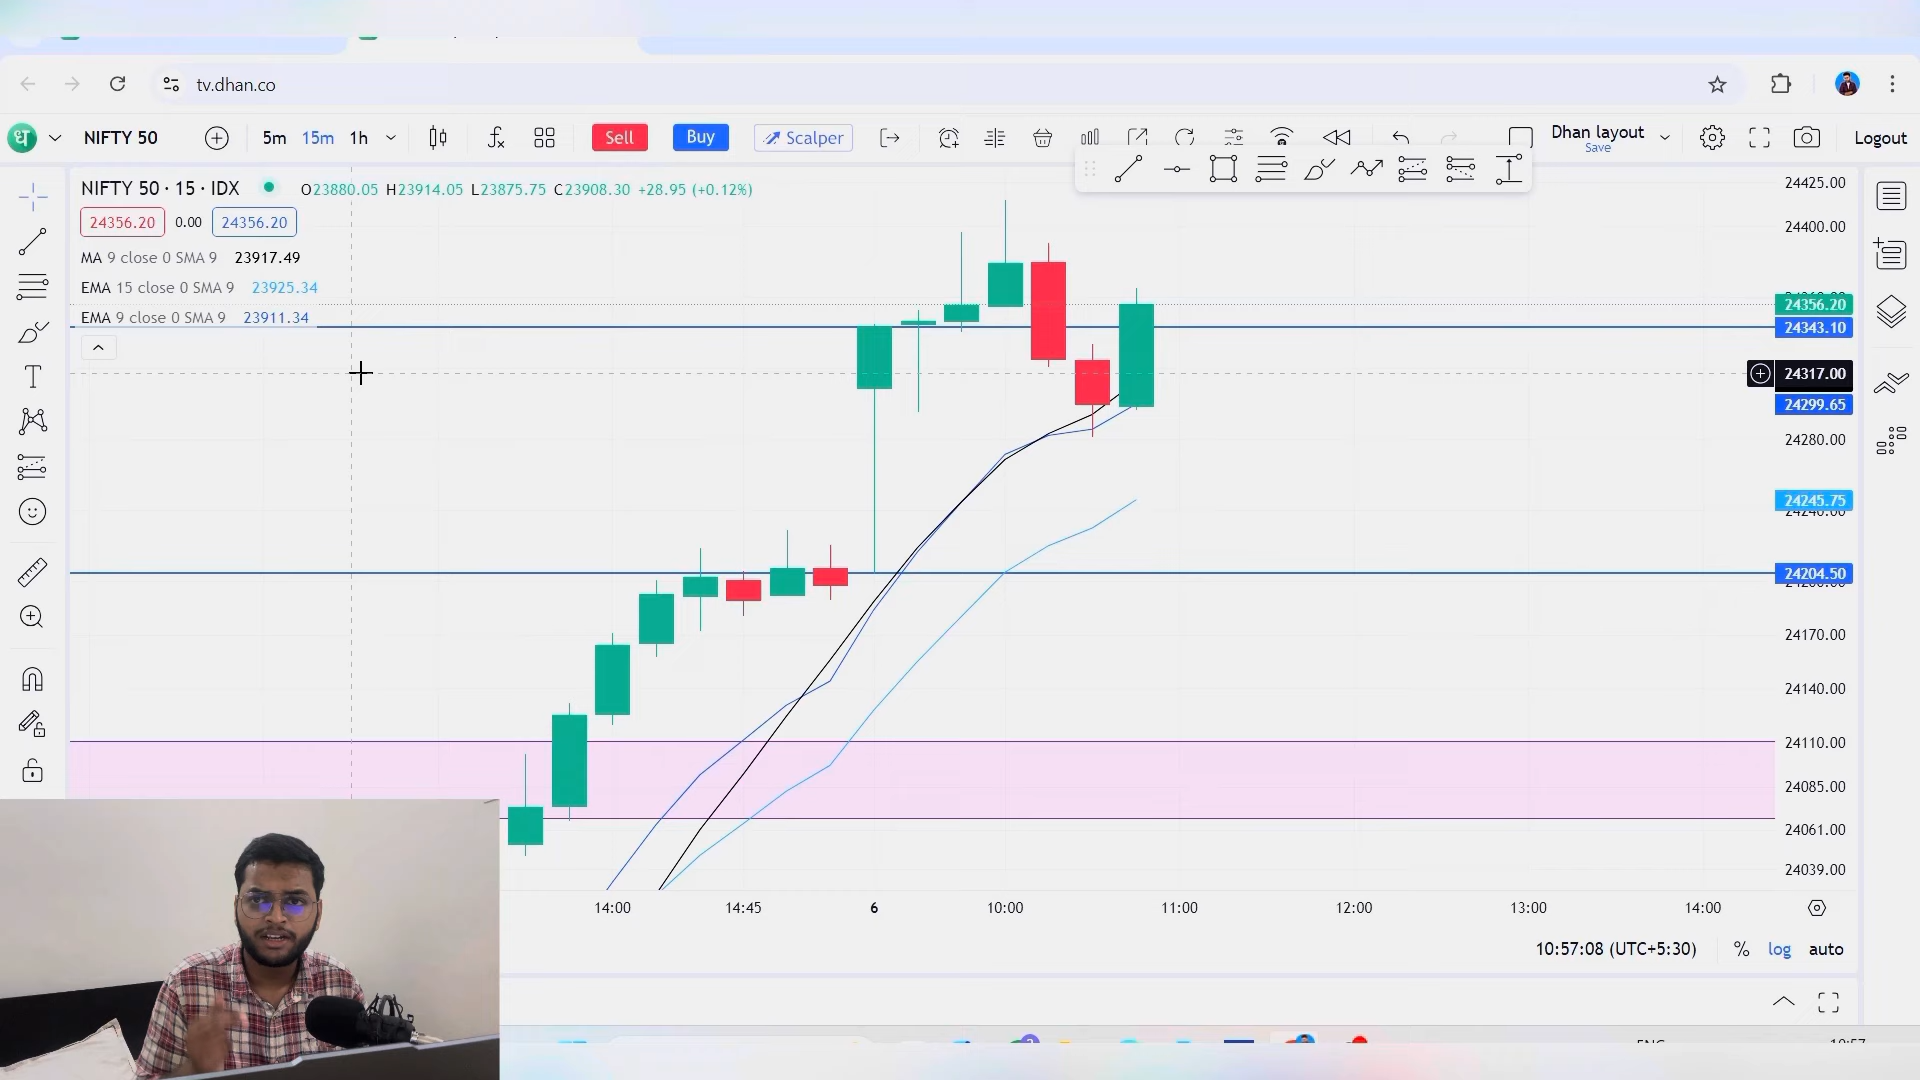 tv.dhan.co
ध NIFTY 50 5m 15m 1h Sell Buy Scalper Dhan layout Save Logout
NIFTY 50 · 15 · IDX O23880.05 H23914.05 L23875.75 C23908.30 +28.95 (+0.12%)
24356.20 0.00 24356.20
MA 9 close 0 SMA 9 23917.49
EMA 15 close 0 SMA 9 23925.34
EMA 9 close 0 SMA 9 23911.34
24425.00
24400.00
24356.20
24343.10
24317.00
24299.65
24280.00
24245.75
24240.00
24204.50
24170.00
24140.00
24110.00
24085.00
24061.00
24039.00
14:00 14:45 6 10:00 11:00 12:00 13:00 14:00
10:57:08 (UTC+5:30) % log auto